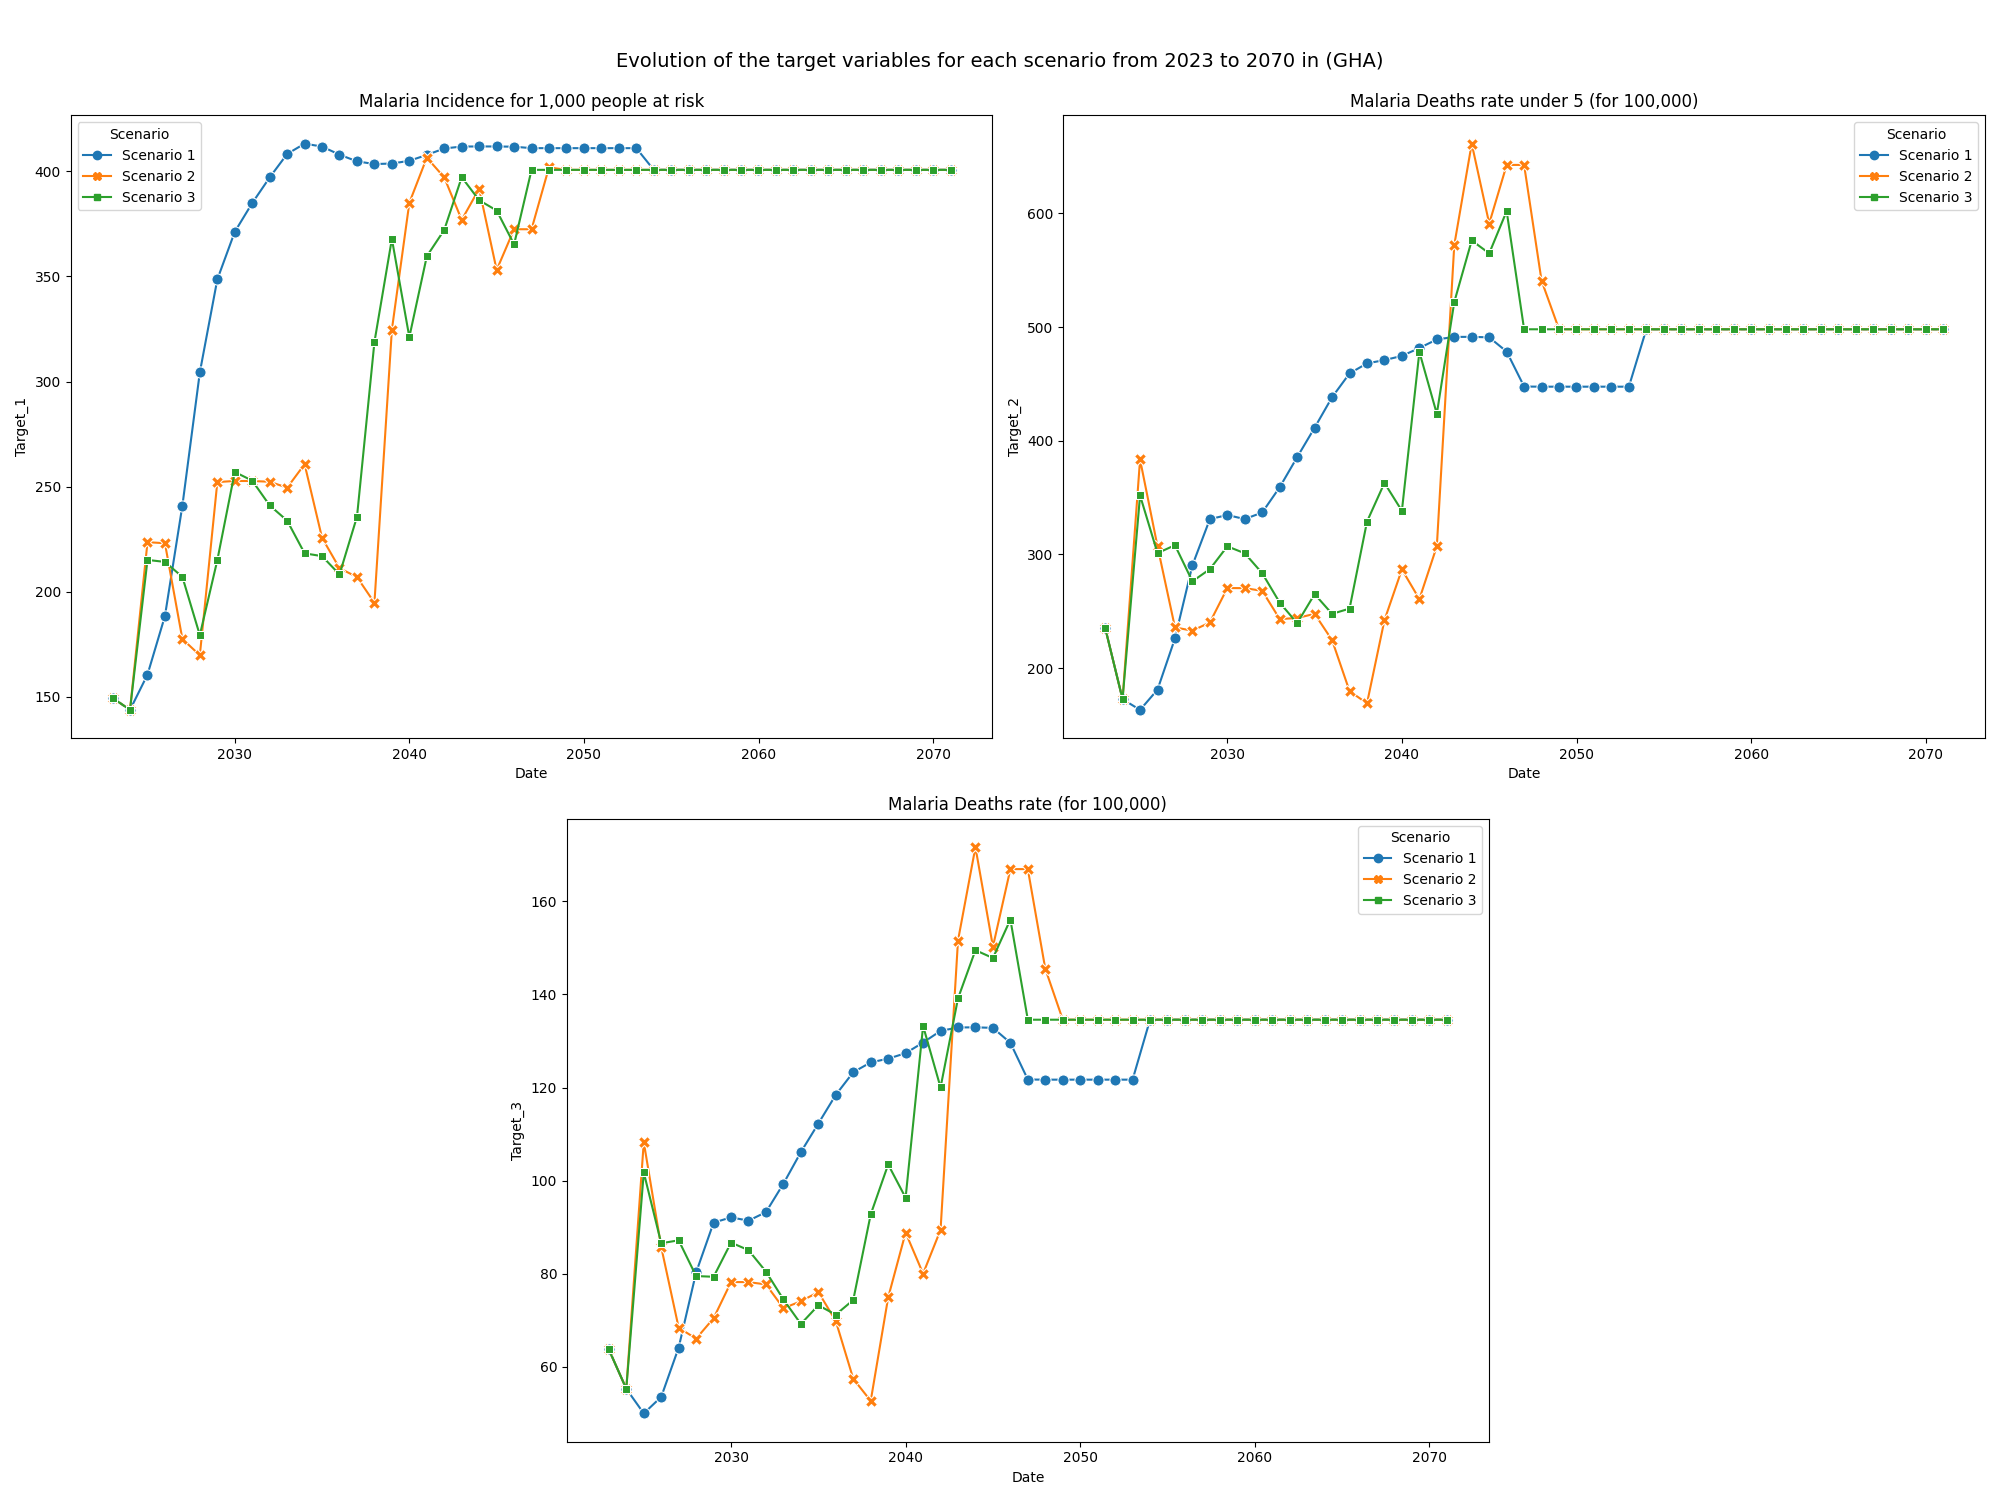 Evolution of the target variables for each scenario from 2023 to 2070 in (GHA)
Malaria Incidence for 1,000 people at risk
Scenario
Scenario 1
Scenario 2
Scenario 3
400
350
300
250
200
150
Target_1
2030 2040 2050 2060 2070
Date
Malaria Deaths rate under 5 (for 100,000)
Scenario
Scenario 1
Scenario 2
Scenario 3
600
500
400
300
200
Target_2
2030 2040 2050 2060 2070
Date
Malaria Deaths rate (for 100,000)
Scenario
Scenario 1
Scenario 2
Scenario 3
160
140
120
100
80
60
Target_3
2030 2040 2050 2060 2070
Date